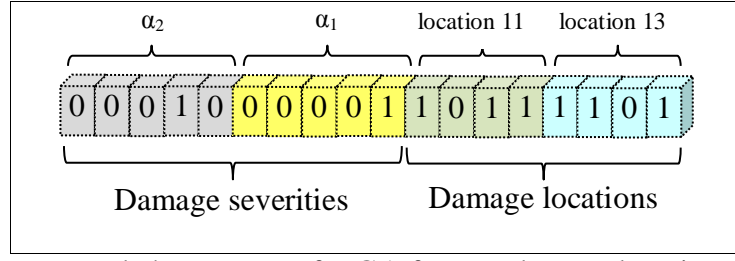 α2 α1 location 11 location 13
0 0 0 1 0 0 0 0 0 1 1 0 1 1 1 1 0 1
Damage severities Damage locations